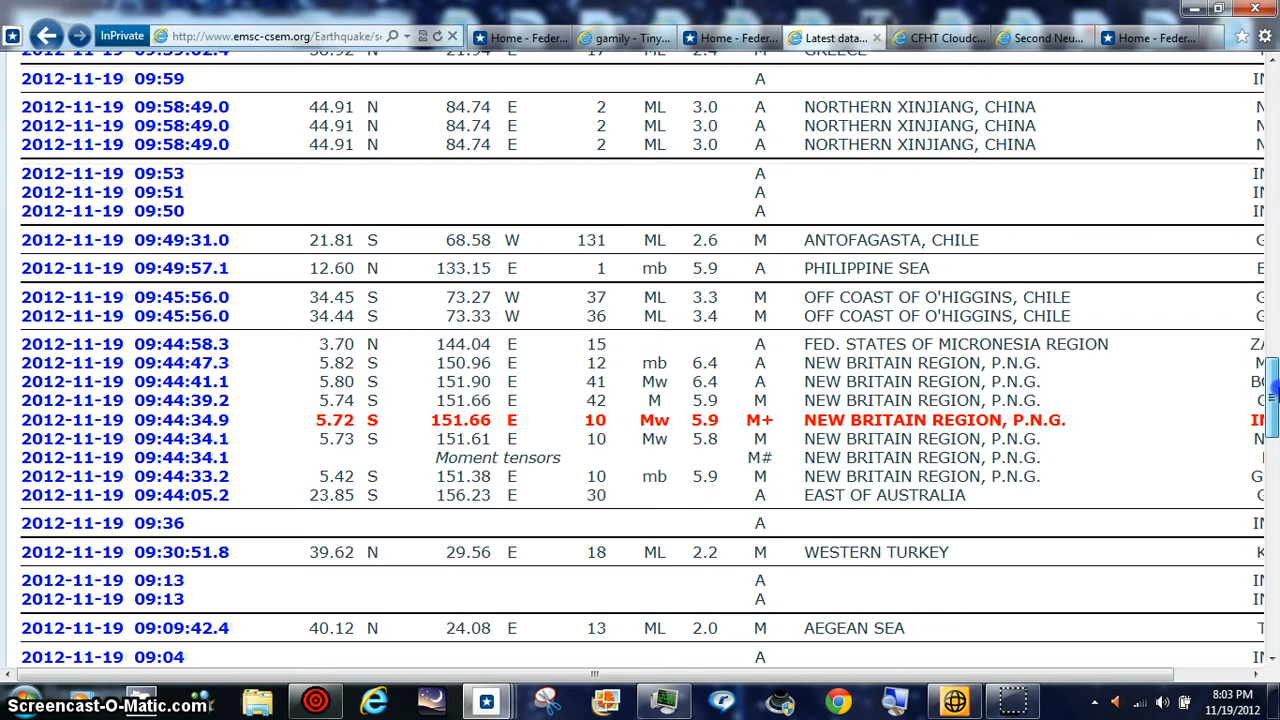 InPrivate http://www.emsc-csem.org/Earthquake/s Home - Feder... gamily - Tiny... Home - Feder... Latest data... CFHT Cloudc... Second Neu... Home - Feder...
2012-11-19 09:59 A
2012-11-19 09:58:49.0 44.91 N 84.74 E 2 ML 3.0 A NORTHERN XINJIANG, CHINA
2012-11-19 09:58:49.0 44.91 N 84.74 E 2 ML 3.0 A NORTHERN XINJIANG, CHINA
2012-11-19 09:58:49.0 44.91 N 84.74 E 2 ML 3.0 A NORTHERN XINJIANG, CHINA
2012-11-19 09:53 A
2012-11-19 09:51 A
2012-11-19 09:50 A
2012-11-19 09:49:31.0 21.81 S 68.58 W 131 ML 2.6 M ANTOFAGASTA, CHILE
2012-11-19 09:49:57.1 12.60 N 133.15 E 1 mb 5.9 A PHILIPPINE SEA
2012-11-19 09:45:56.0 34.45 S 73.27 W 37 ML 3.3 M OFF COAST OF O'HIGGINS, CHILE
2012-11-19 09:45:56.0 34.44 S 73.33 W 36 ML 3.4 M OFF COAST OF O'HIGGINS, CHILE
2012-11-19 09:44:58.3 3.70 N 144.04 E 15 A FED. STATES OF MICRONESIA REGION
2012-11-19 09:44:47.3 5.82 S 150.96 E 12 mb 6.4 A NEW BRITAIN REGION, P.N.G.
2012-11-19 09:44:41.1 5.80 S 151.90 E 41 Mw 6.4 A NEW BRITAIN REGION, P.N.G.
2012-11-19 09:44:39.2 5.74 S 151.66 E 42 M 5.9 M NEW BRITAIN REGION, P.N.G.
2012-11-19 09:44:34.9 5.72 S 151.66 E 10 Mw 5.9 M+ NEW BRITAIN REGION, P.N.G.
2012-11-19 09:44:34.1 5.73 S 151.61 E 10 Mw 5.8 M NEW BRITAIN REGION, P.N.G.
2012-11-19 09:44:34.1 Moment tensors M# NEW BRITAIN REGION, P.N.G.
2012-11-19 09:44:33.2 5.42 S 151.38 E 10 mb 5.9 M NEW BRITAIN REGION, P.N.G.
2012-11-19 09:44:05.2 23.85 S 156.23 E 30 A EAST OF AUSTRALIA
2012-11-19 09:36 A
2012-11-19 09:30:51.8 39.62 N 29.56 E 18 ML 2.2 M WESTERN TURKEY
2012-11-19 09:13 A
2012-11-19 09:13 A
2012-11-19 09:09:42.4 40.12 N 24.08 E 13 ML 2.0 M AEGEAN SEA
2012-11-19 09:04 A
Screencast-O-Matic.com
8:03 PM
11/19/2012